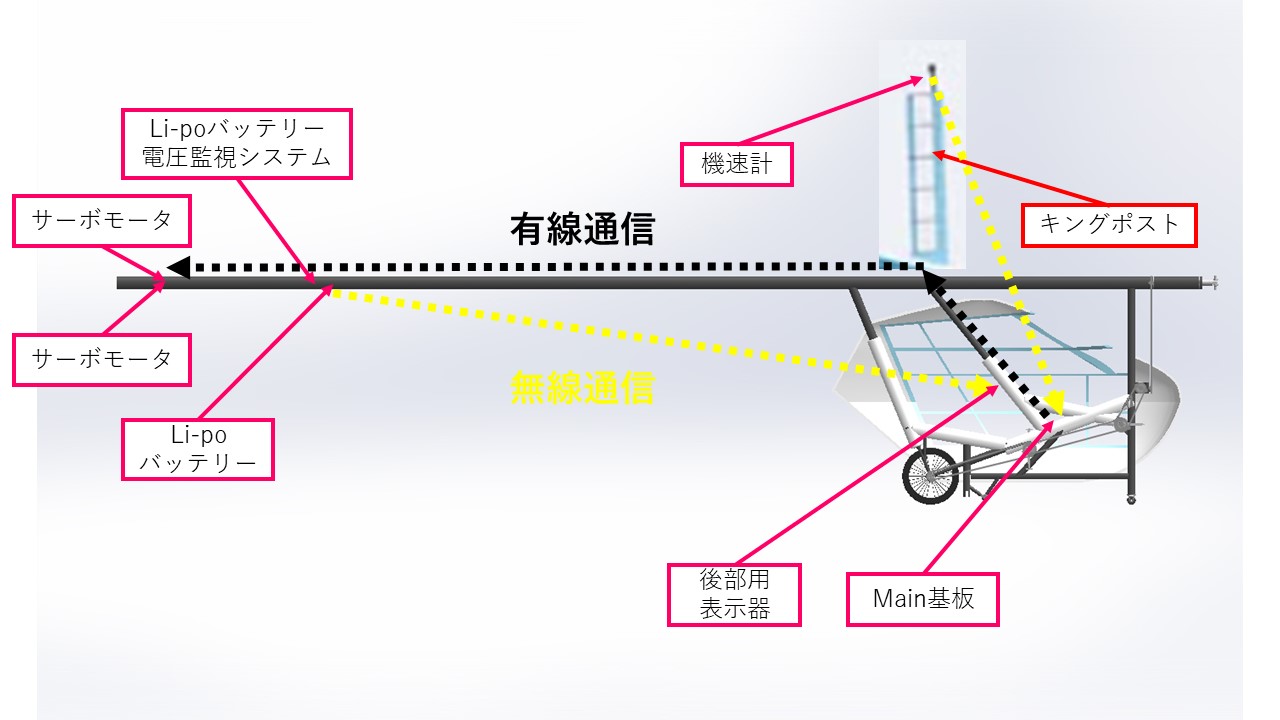 Li-poバッテリー
電圧監視システム
機速計
サーボモータ
キングポスト
有線通信
サーボモータ
無線通信
Li-po
バッテリー
後部用
表示器
Main基板